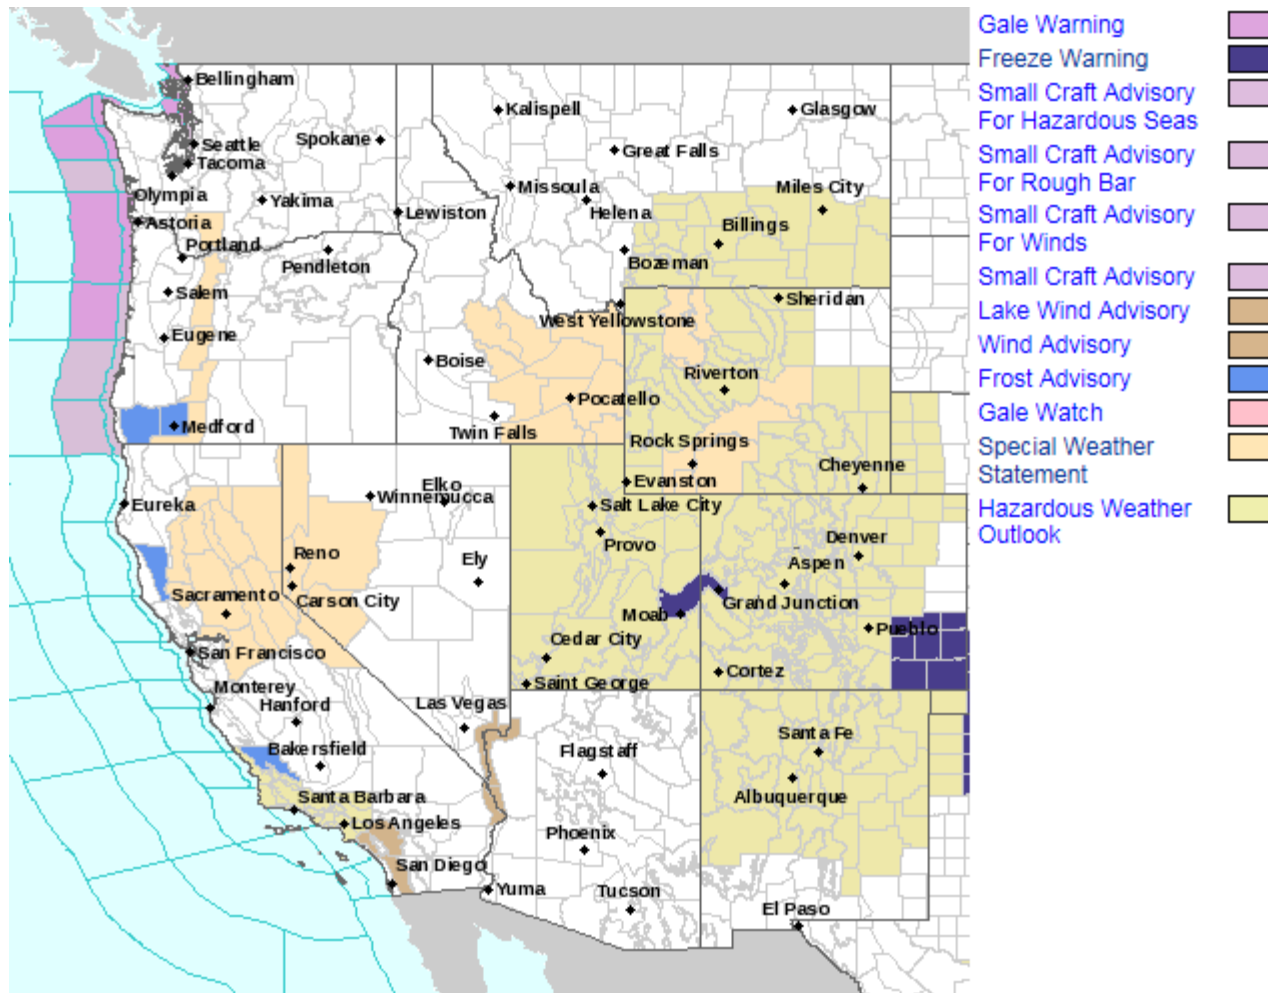 Bellingham
Kalispell
Glasgow
Seattle
Spokane
Great Falls
Tacoma
Olympia
Missoula
Miles City
Yakima
Helena
Lewiston
Astoria
Billings
Portland
Bozeman
Pendleton
Salem
Sheridan
West Yellowstone
Eugene
Boise
Riverton
Pocatello
Medford
Twin Falls
Rock Springs
Cheyenne
Evanston
Elko
Winnemucca
Eureka
Salt Lake City
Denver
Provo
Reno
Ely
Aspen
Sacramento
Carson City
Grand Junction
Moab
Pueblo
Cedar City
San Francisco
Cortez
Saint George
Monterey
Hanford
Las Vegas
Santa Fe
Bakersfield
Flagstaff
Albuquerque
Santa Barbara
Los Angeles
Phoenix
San Diego
Yuma
Tucson
El Paso
Gale Warning
Freeze Warning
Small Craft Advisory
For Hazardous Seas
Small Craft Advisory
For Rough Bar
Small Craft Advisory
For Winds
Small Craft Advisory
Lake Wind Advisory
Wind Advisory
Frost Advisory
Gale Watch
Special Weather
Statement
Hazardous Weather
Outlook